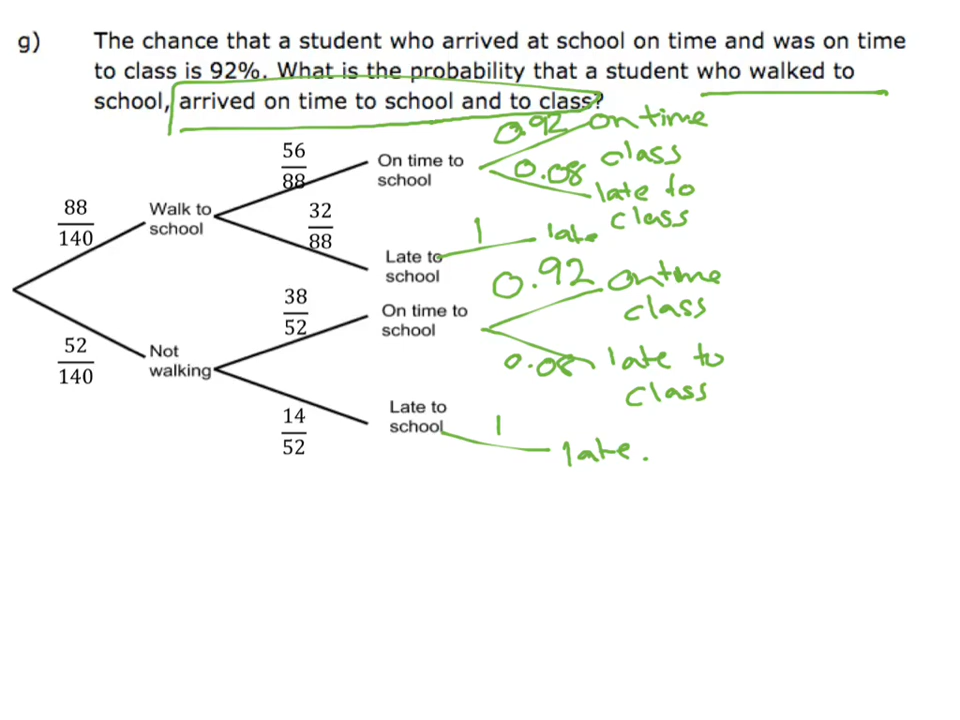 g) The chance that a student who arrived at school on time and was on time
to class is 92%. What is the probability that a student who walked to
school, arrived on time to school and to class?
0.92 on time
class
56
88
On time to
school
0.08 late to
class
88
140
Walk to
school
32
88
1 late
Late to
school
0.92 on time
class
38
52
On time to
school
52
140
Not
walking
0.08 late to
class
14
52
Late to
school
1
late.